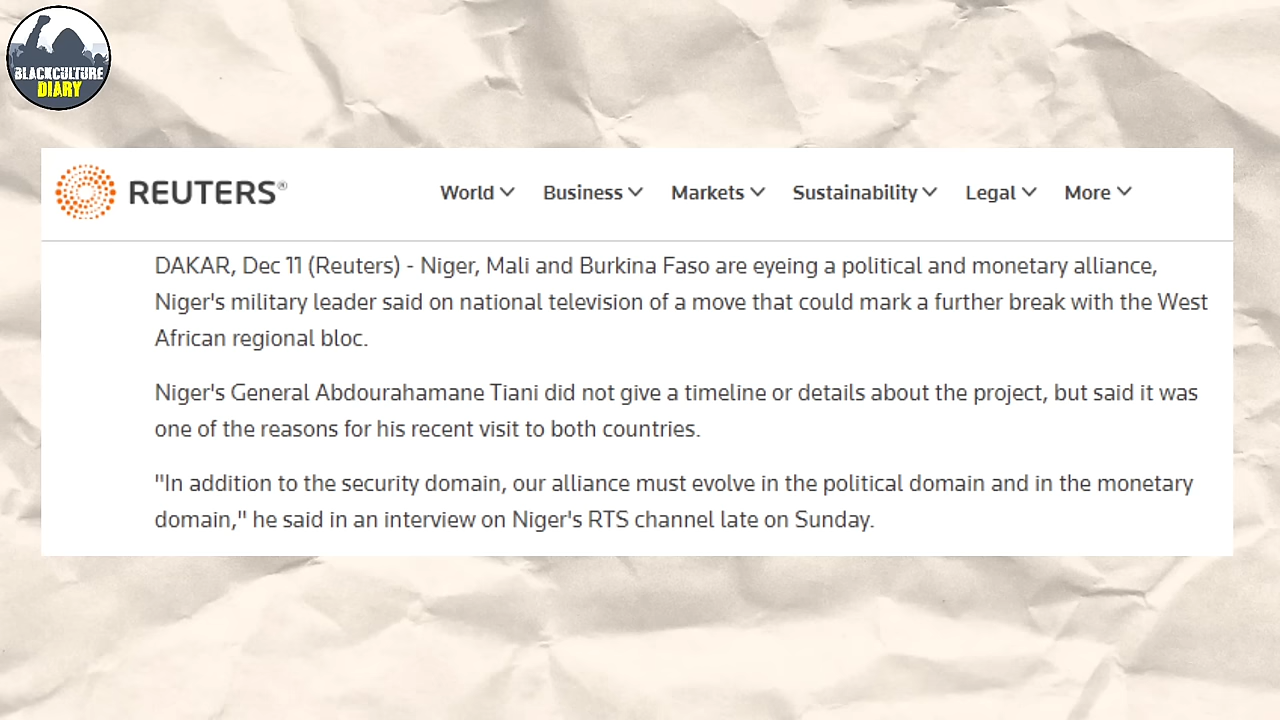 BLACKCULTURE
DIARY
REUTERS®
World Business Markets Sustainability Legal More
DAKAR, Dec 11 (Reuters) - Niger, Mali and Burkina Faso are eyeing a political and monetary alliance,
Niger's military leader said on national television of a move that could mark a further break with the West
African regional bloc.
Niger's General Abdourahamane Tiani did not give a timeline or details about the project, but said it was
one of the reasons for his recent visit to both countries.
"In addition to the security domain, our alliance must evolve in the political domain and in the monetary
domain," he said in an interview on Niger's RTS channel late on Sunday.